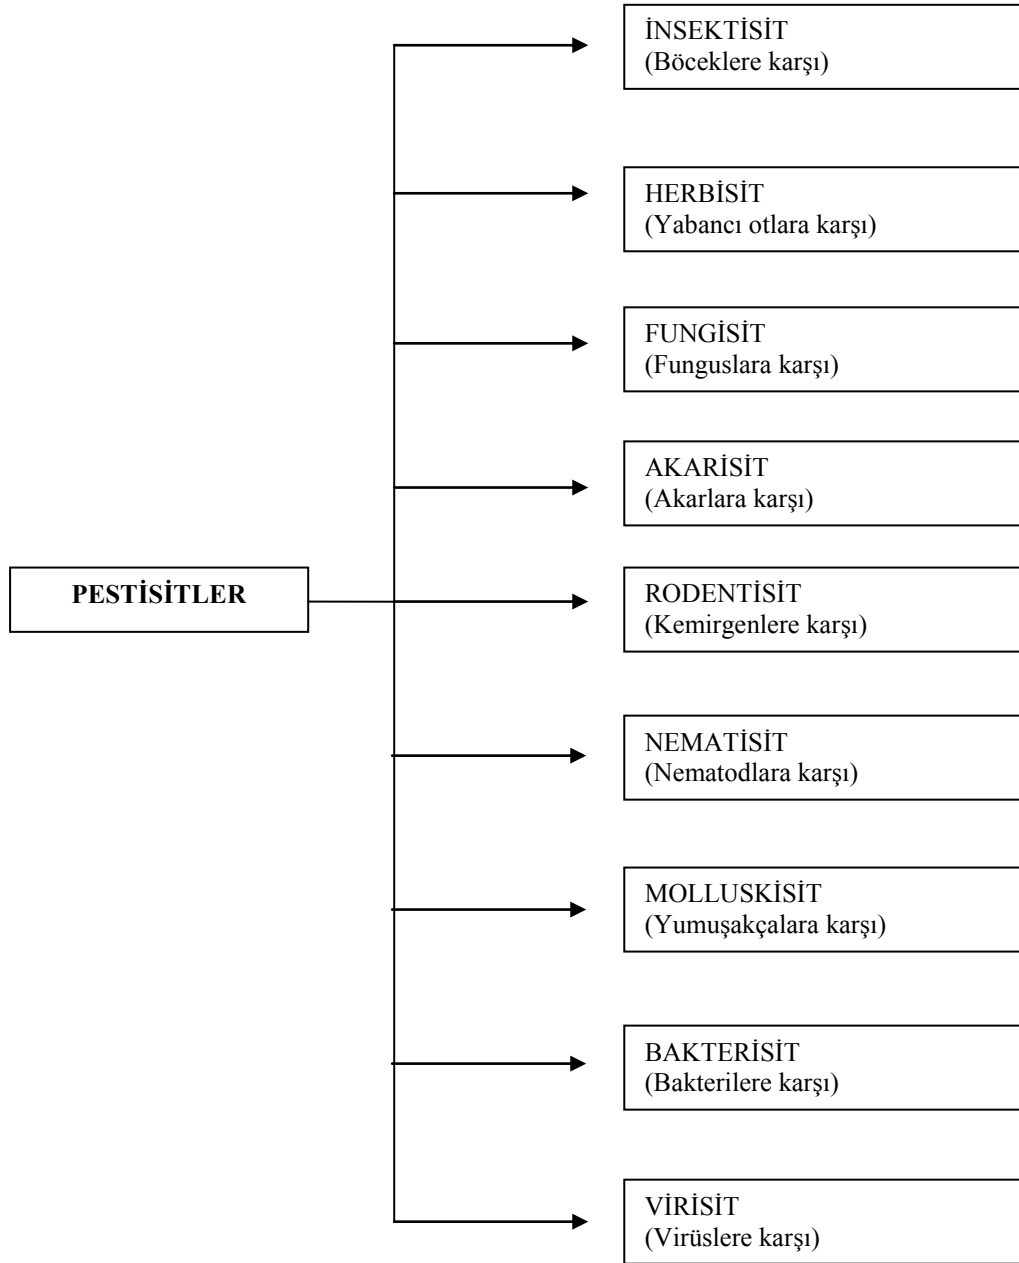 İNSEKTİSİT
(Böceklere karşı)
HERBİSİT
(Yabancı otlara karşı)
FUNGİSİT
(Funguslara karşı)
AKARİSİT
(Akarlara karşı)
PESTİSİTLER
RODENTİSİT
(Kemirgenlere karşı)
NEMATİSİT
(Nematodlara karşı)
MOLLUSKİSİT
(Yumuşakçalara karşı)
BAKTERİSİT
(Bakterilere karşı)
VİRİSİT
(Virüslere karşı)